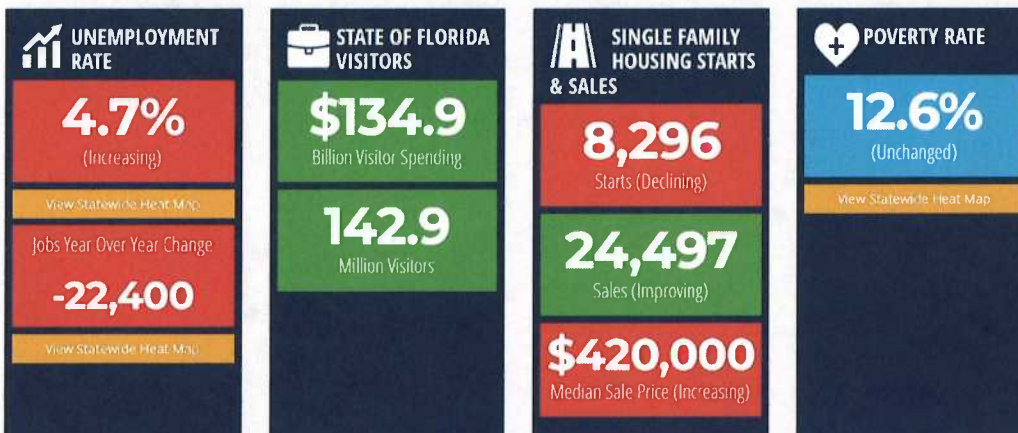 UNEMPLOYMENT
RATE
4.7%
(Increasing)
View Statewide Heat Map
Jobs Year Over Year Change
-22,400
View Statewide Heat Map
STATE OF FLORIDA
VISITORS
$134.9
Billion Visitor Spending
142.9
Million Visitors
SINGLE FAMILY
HOUSING STARTS
& SALES
8,296
Starts (Declining)
24,497
Sales (Improving)
$420,000
Median Sale Price (Increasing)
POVERTY RATE
12.6%
(Unchanged)
View Statewide Heat Map